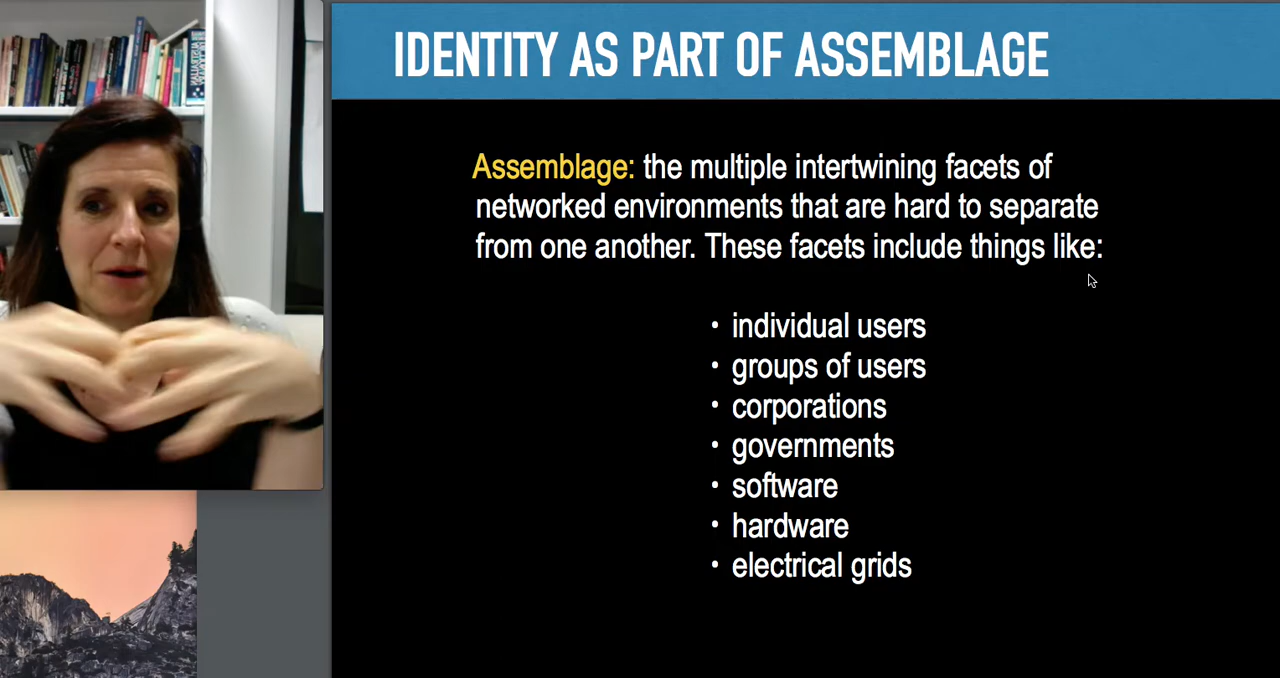 IDENTITY AS PART OF ASSEMBLAGE
Assemblage: the multiple intertwining facets of
networked environments that are hard to separate
from one another. These facets include things like:
• individual users
• groups of users
• corporations
• governments
• software
• hardware
• electrical grids